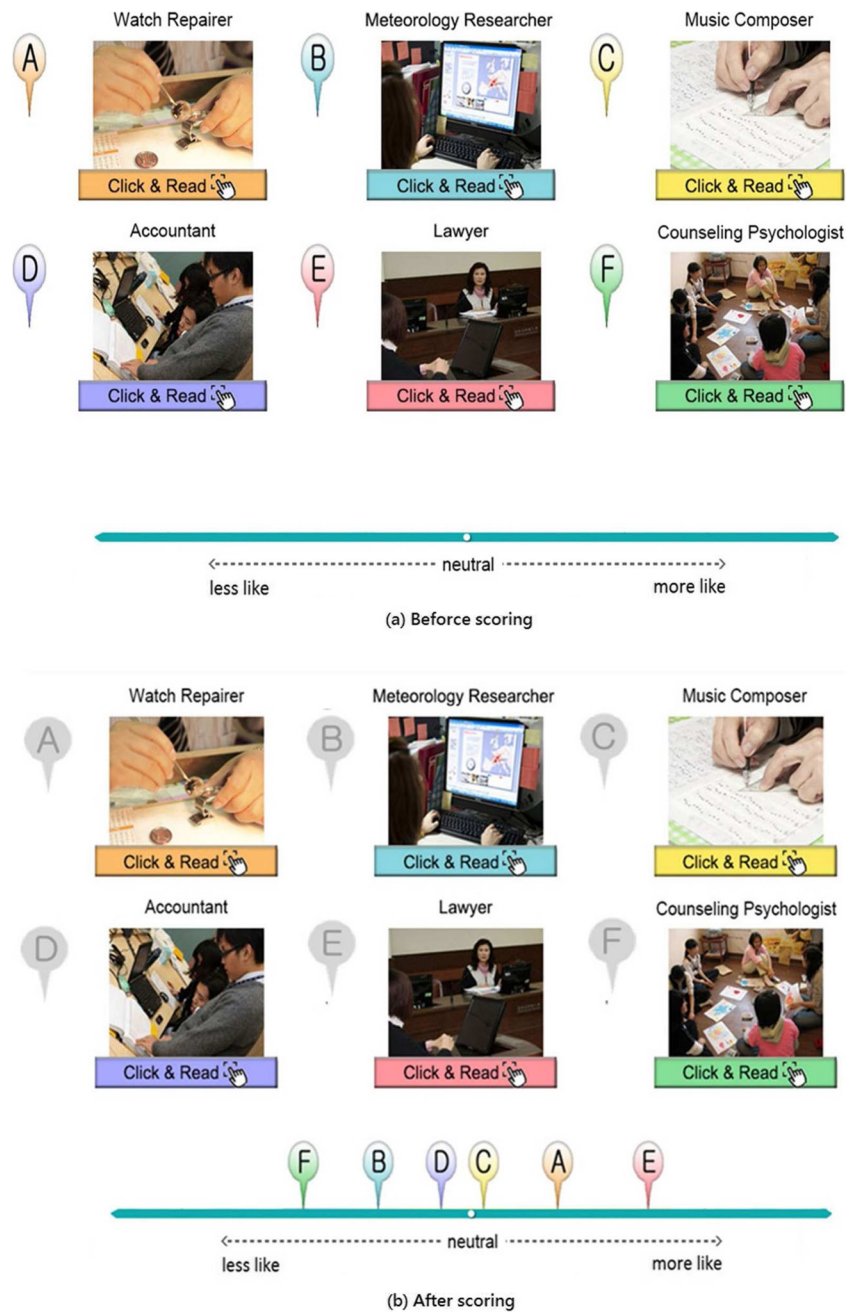 Watch Repairer
Meteorology Researcher
Music Composer
A
B
C
Click & Read
Click & Read
Click & Read
Accountant
Lawyer
Counseling Psychologist
D
E
F
Click & Read
Click & Read
Click & Read
neutral
less like
more like
(a) Beforce scoring
Watch Repairer
Meteorology Researcher
Music Composer
A
B
C
Click & Read
Click & Read
Click & Read
Accountant
Lawyer
Counseling Psychologist
D
E
F
Click & Read
Click & Read
Click & Read
F
B
D
C
A
E
neutral
less like
more like
(b) After scoring